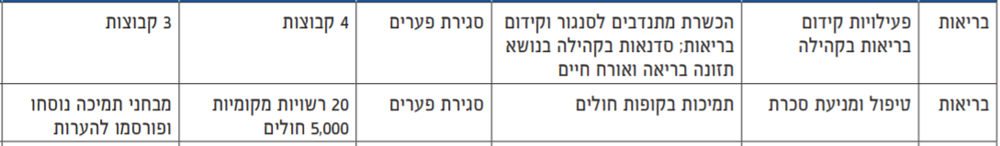 בריאות
פעילויות קידום
בריאות בקהילה
הכשרת מתנדבים לסנגור וקידום
בריאות; סדנאות בקהילה בנושא
תזונה בריאה ואורח חיים
סגירת פערים
4 קבוצות
3 קבוצות
בריאות
טיפול ומניעת סכרת
תמיכות בקופות חולים
סגירת פערים
20 רשויות מקומיות
5,000 חולים
מבחני תמיכה נוסחו
ופורסמו להערות